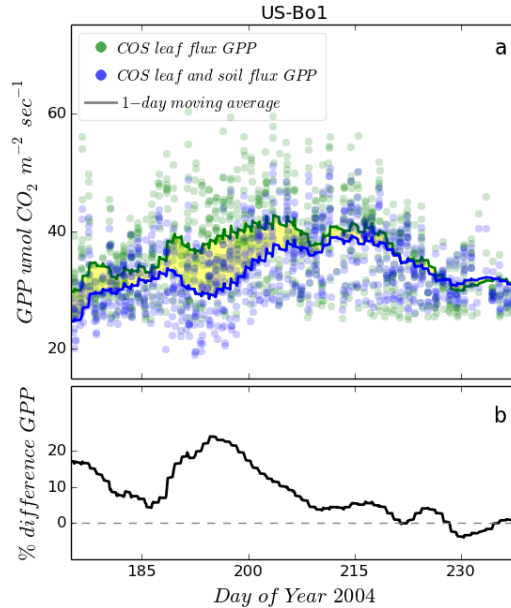 US-Bo1
a
COS leaf flux GPP
COS leaf and soil flux GPP
1−day moving average
GPP umol CO₂ m⁻² sec⁻¹
60
40
20
b
% difference GPP
20
10
0
185 200 215 230
Day of Year 2004